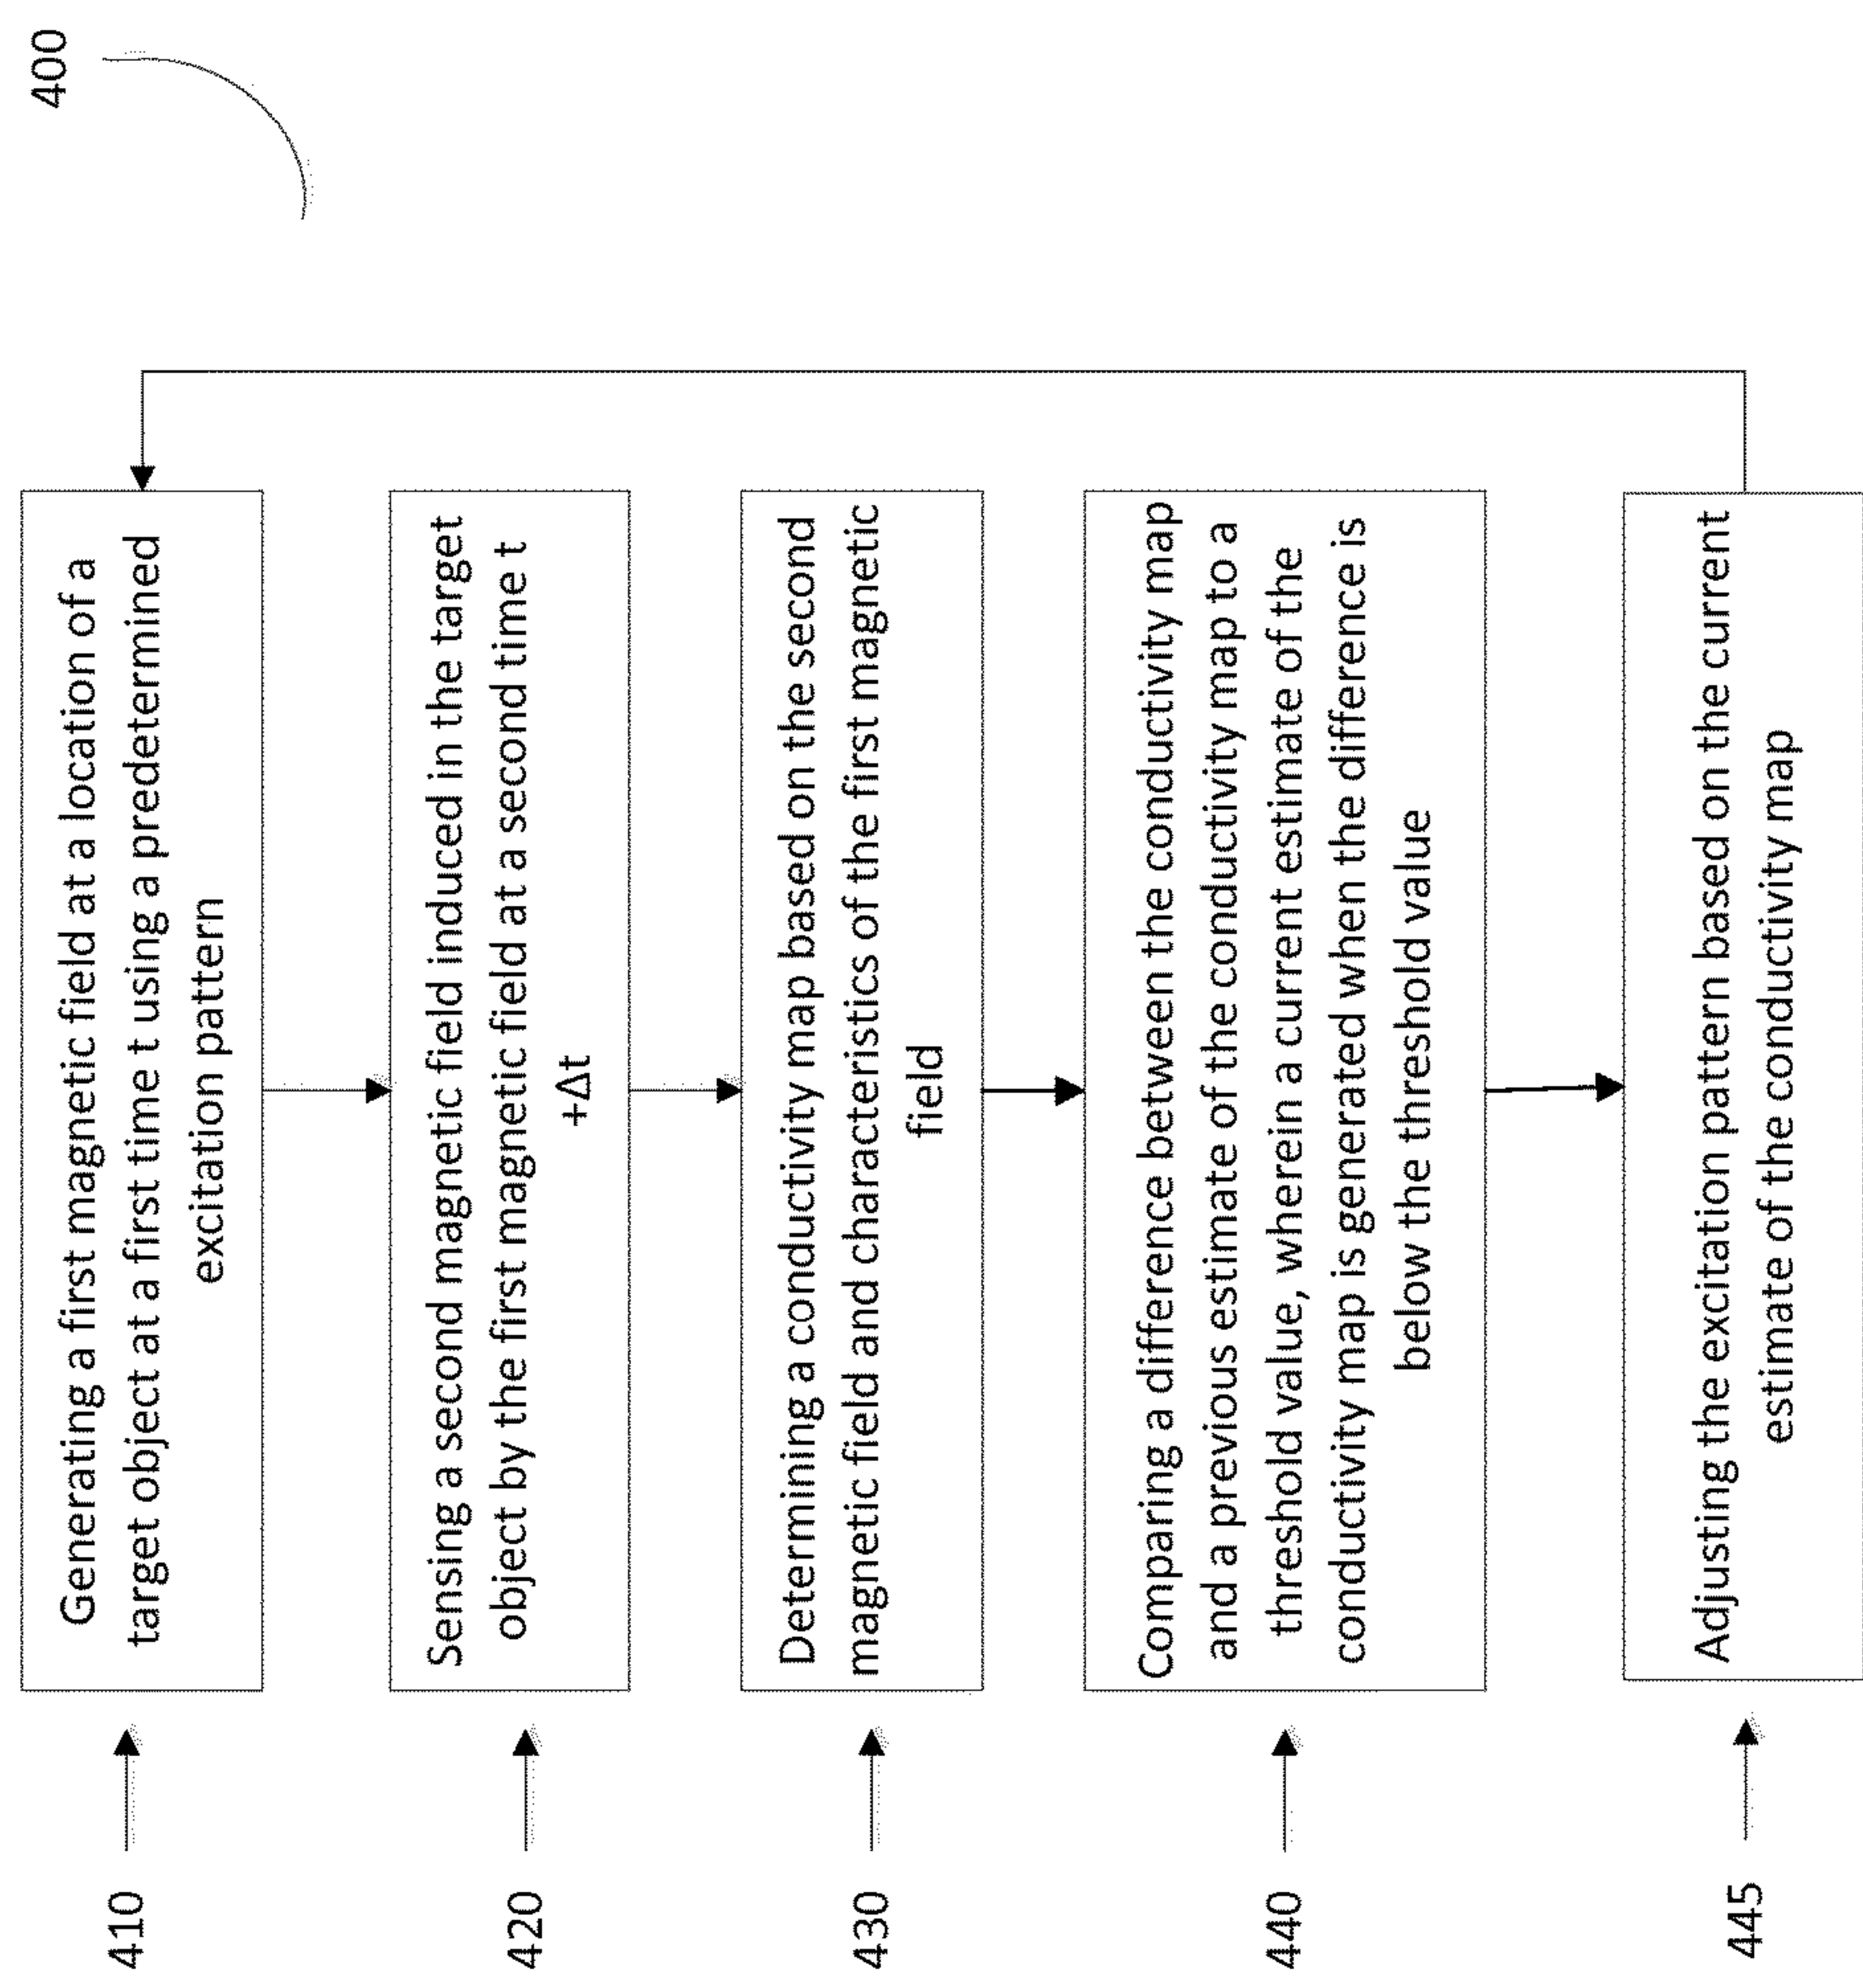 400
410
Generating a first magnetic field at a location of a
target object at a first time t using a predetermined
excitation pattern
420
Sensing a second magnetic field induced in the target
object by the first magnetic field at a second time t
+Δt
430
Determining a conductivity map based on the second
magnetic field and characteristics of the first magnetic
field
440
Comparing a difference between the conductivity map
and a previous estimate of the conductivity map to a
threshold value, wherein a current estimate of the
conductivity map is generated when the difference is
below the threshold value
445
Adjusting the excitation pattern based on the current
estimate of the conductivity map